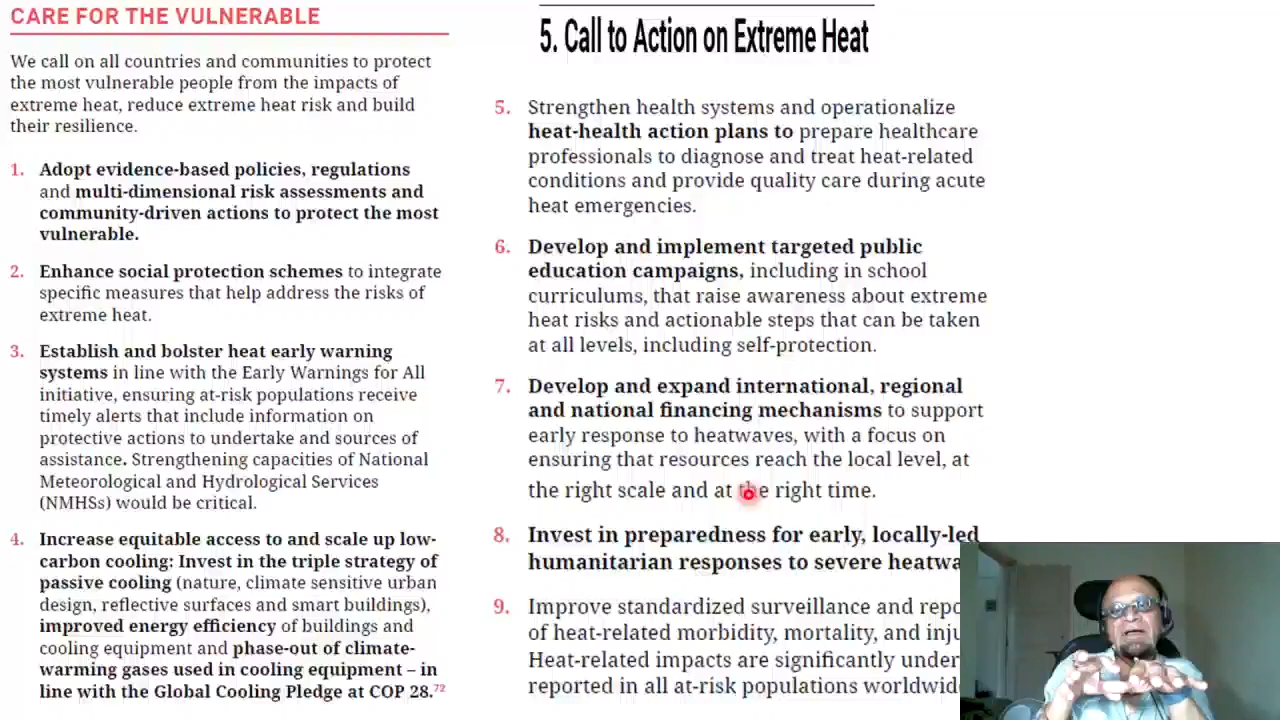 CARE FOR THE VULNERABLE
We call on all countries and communities to protect
the most vulnerable people from the impacts of
extreme heat, reduce extreme heat risk and build
their resilience.
1. Adopt evidence-based policies, regulations
and multi-dimensional risk assessments and
community-driven actions to protect the most
vulnerable.
2. Enhance social protection schemes to integrate
specific measures that help address the risks of
extreme heat.
3. Establish and bolster heat early warning
systems in line with the Early Warnings for All
initiative, ensuring at-risk populations receive
timely alerts that include information on
protective actions to undertake and sources of
assistance. Strengthening capacities of National
Meteorological and Hydrological Services
(NMHSs) would be critical.
4. Increase equitable access to and scale up low-
carbon cooling: Invest in the triple strategy of
passive cooling (nature, climate sensitive urban
design, reflective surfaces and smart buildings),
improved energy efficiency of buildings and
cooling equipment and phase-out of climate-
warming gases used in cooling equipment – in
line with the Global Cooling Pledge at COP 28.72
5. Call to Action on Extreme Heat
5. Strengthen health systems and operationalize
heat-health action plans to prepare healthcare
professionals to diagnose and treat heat-related
conditions and provide quality care during acute
heat emergencies.
6. Develop and implement targeted public
education campaigns, including in school
curriculums, that raise awareness about extreme
heat risks and actionable steps that can be taken
at all levels, including self-protection.
7. Develop and expand international, regional
and national financing mechanisms to support
early response to heatwaves, with a focus on
ensuring that resources reach the local level, at
the right scale and at the right time.
8. Invest in preparedness for early, locally-led
humanitarian responses to severe
9. Improve standardized surveillance and
of heat-related morbidity, mortality, and
Heat-related impacts are significantly under
reported in all at-risk populations